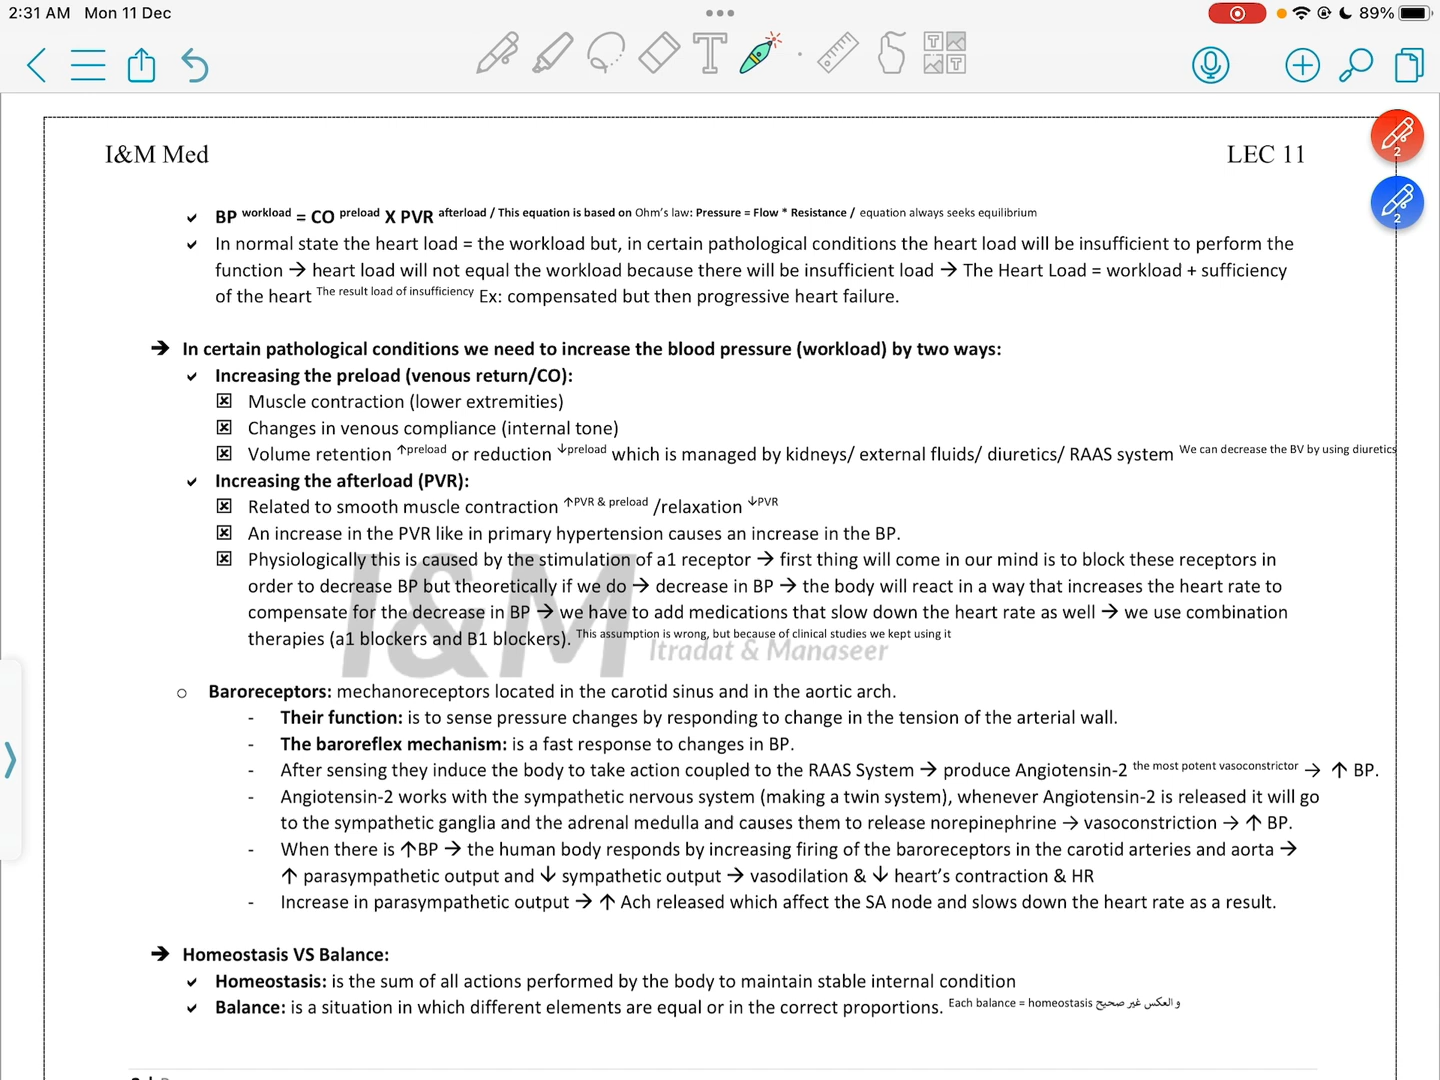 2:31 AM Mon 11 Dec
89%
I&M Med
LEC 11
BP workload = CO preload X PVR afterload / This equation is based on Ohm's law: Pressure = Flow * Resistance / equation always seeks equilibrium
In normal state the heart load = the workload but, in certain pathological conditions the heart load will be insufficient to perform the
function → heart load will not equal the workload because there will be insufficient load → The Heart Load = workload + sufficiency
of the heart The result load of insufficiency Ex: compensated but then progressive heart failure.
➔ In certain pathological conditions we need to increase the blood pressure (workload) by two ways:
✓ Increasing the preload (venous return/CO):
Muscle contraction (lower extremities)
Changes in venous compliance (internal tone)
Volume retention ↑preload or reduction ↓preload which is managed by kidneys/ external fluids/ diuretics/ RAAS system We can decrease the BV by using diuretics
✓ Increasing the afterload (PVR):
Related to smooth muscle contraction ↑PVR & preload /relaxation ↓PVR
An increase in the PVR like in primary hypertension causes an increase in the BP.
Physiologically this is caused by the stimulation of a1 receptor → first thing will come in our mind is to block these receptors in
order to decrease BP but theoretically if we do → decrease in BP → the body will react in a way that increases the heart rate to
compensate for the decrease in BP → we have to add medications that slow down the heart rate as well → we use combination
therapies (a1 blockers and B1 blockers). This assumption is wrong, but because of clinical studies we kept using it
I&M
Itradat & Manaseer
o Baroreceptors: mechanoreceptors located in the carotid sinus and in the aortic arch.
- Their function: is to sense pressure changes by responding to change in the tension of the arterial wall.
- The baroreflex mechanism: is a fast response to changes in BP.
- After sensing they induce the body to take action coupled to the RAAS System → produce Angiotensin-2 the most potent vasoconstrictor → ↑ BP.
- Angiotensin-2 works with the sympathetic nervous system (making a twin system), whenever Angiotensin-2 is released it will go
to the sympathetic ganglia and the adrenal medulla and causes them to release norepinephrine → vasoconstriction → ↑ BP.
- When there is ↑BP → the human body responds by increasing firing of the baroreceptors in the carotid arteries and aorta →
↑ parasympathetic output and ↓ sympathetic output → vasodilation & ↓ heart's contraction & HR
- Increase in parasympathetic output → ↑ Ach released which affect the SA node and slows down the heart rate as a result.
➔ Homeostasis VS Balance:
✓ Homeostasis: is the sum of all actions performed by the body to maintain stable internal condition
✓ Balance: is a situation in which different elements are equal or in the correct proportions. Each balance = homeostasis و العكس غير صحيح